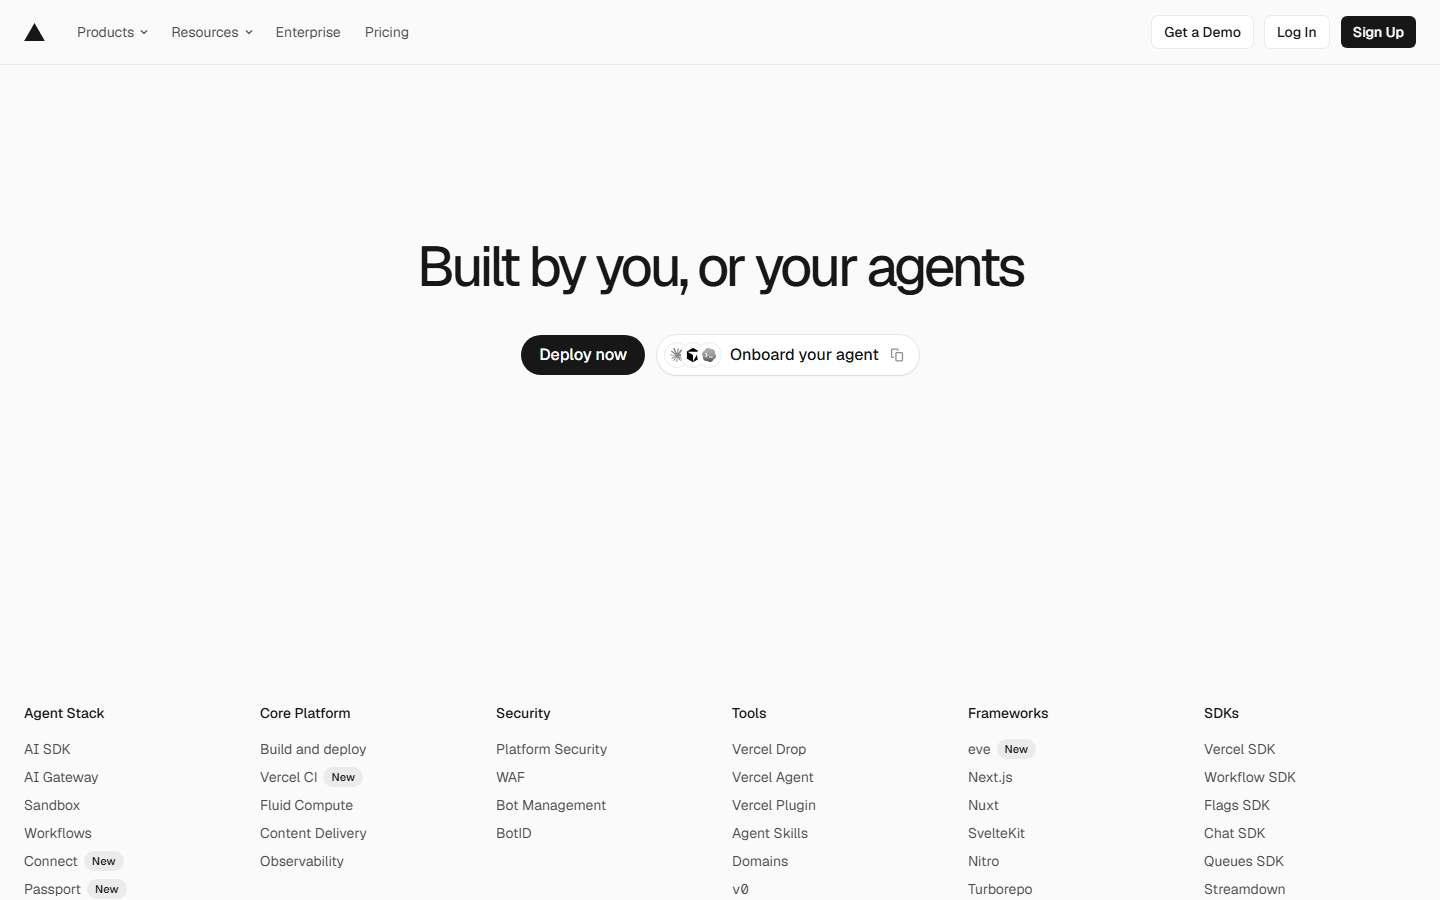 Products Resources Enterprise Pricing Get a Demo Log In Sign Up
Built by you, or your agents
Deploy now Onboard your agent
Agent Stack
AI SDK
AI Gateway
Sandbox
Workflows
Connect New
Passport New
Core Platform
Build and deploy
Vercel CI New
Fluid Compute
Content Delivery
Observability
Security
Platform Security
WAF
Bot Management
BotID
Tools
Vercel Drop
Vercel Agent
Vercel Plugin
Agent Skills
Domains
v0
Frameworks
eve New
Next.js
Nuxt
SvelteKit
Nitro
Turborepo
SDKs
Vercel SDK
Workflow SDK
Flags SDK
Chat SDK
Queues SDK
Streamdown